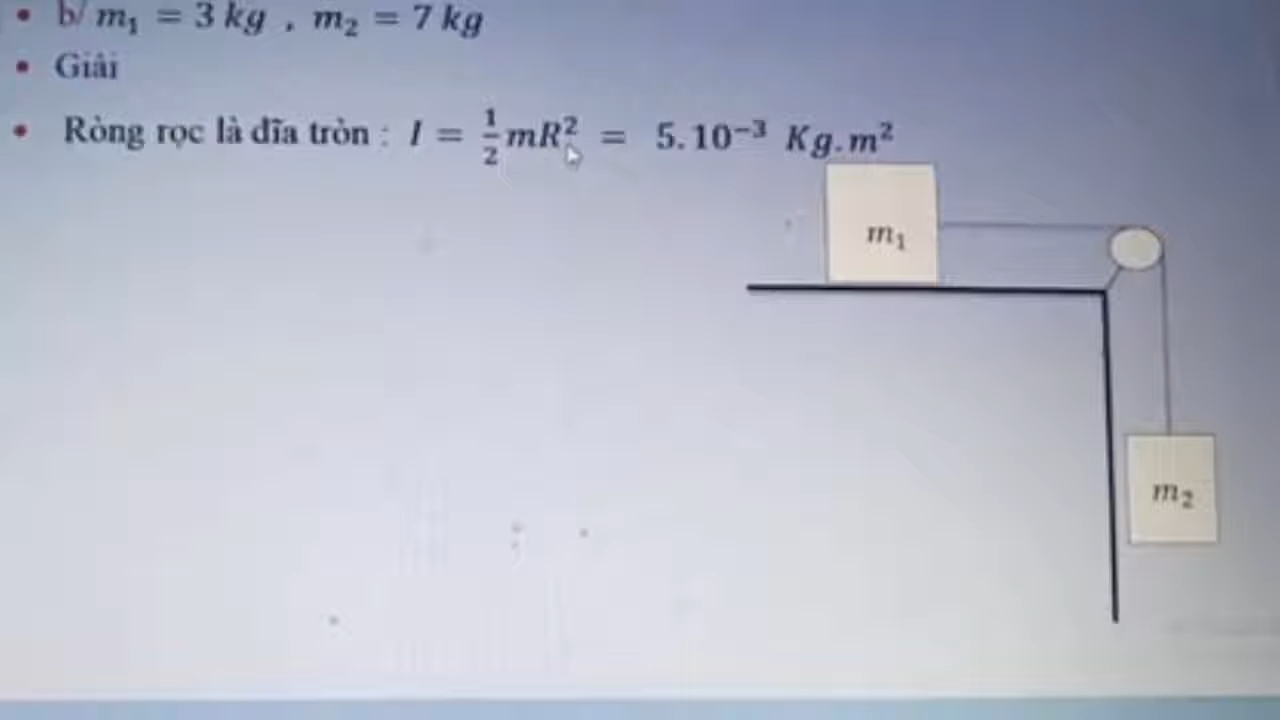 • b/ m₁ = 3 kg , m₂ = 7 kg
• Giải
• Ròng rọc là đĩa tròn : I = ½mR² = 5.10⁻³ Kg.m²
m₁
m₂